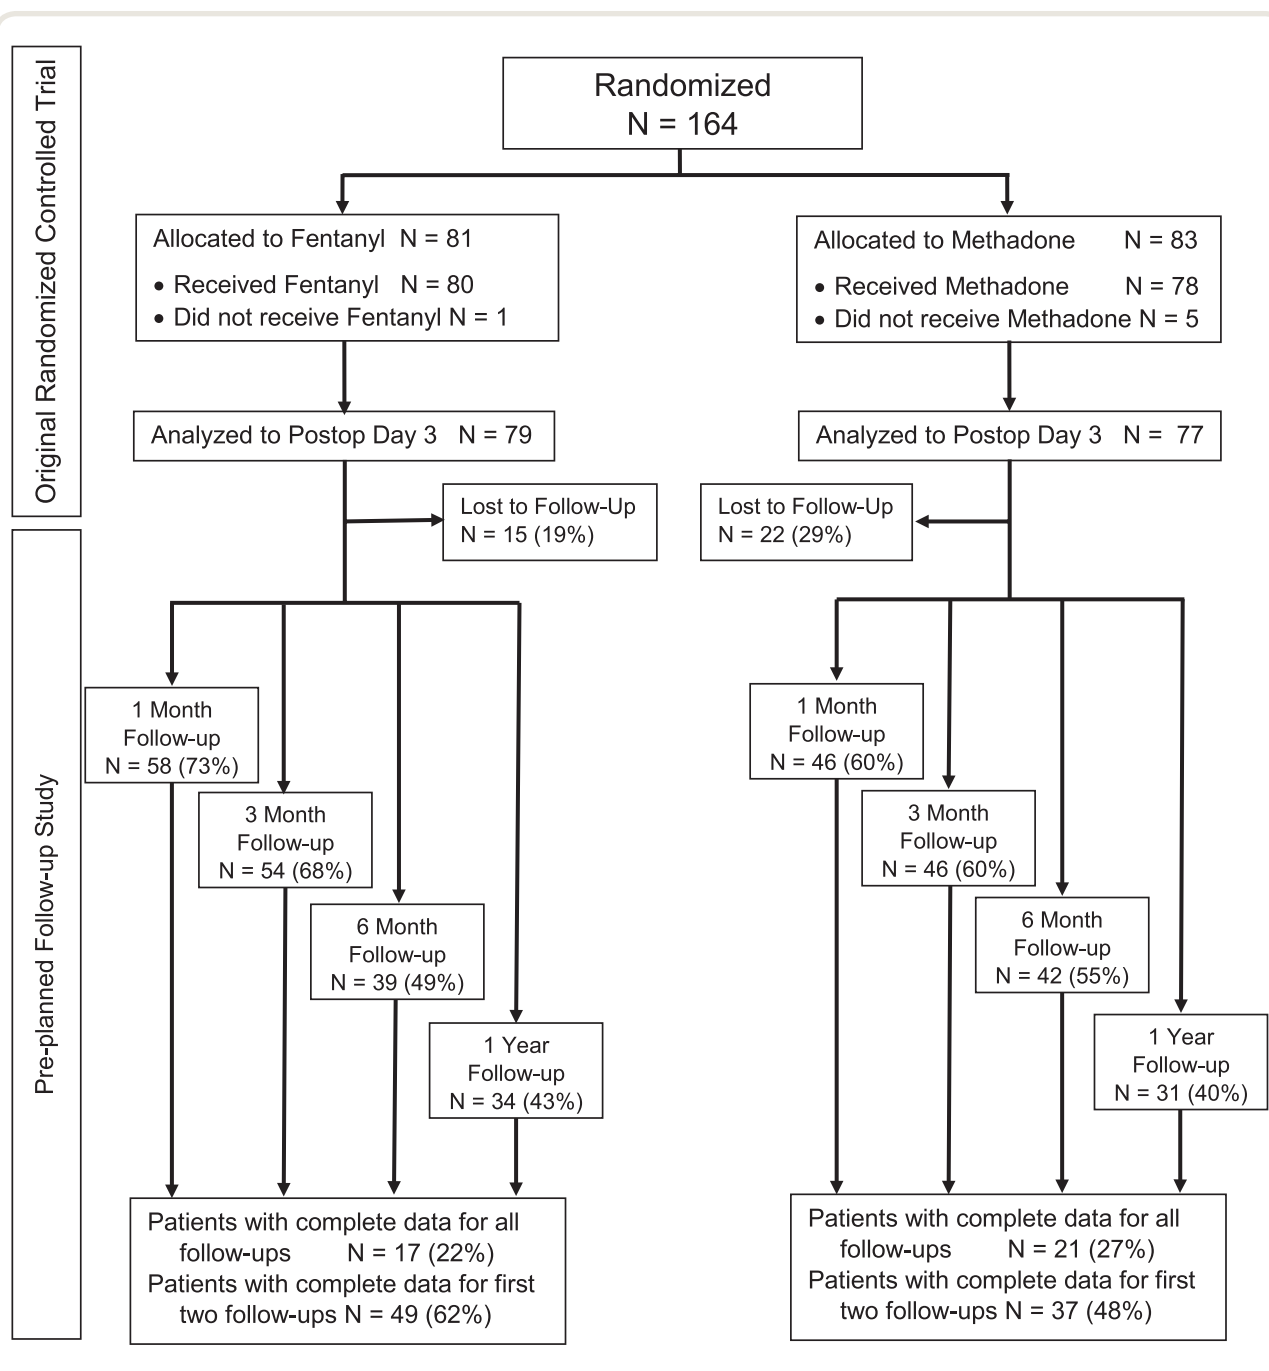 Original Randomized Controlled Trial
Randomized
N = 164
Allocated to Fentanyl N = 81
• Received Fentanyl N = 80
• Did not receive Fentanyl N = 1
Allocated to Methadone N = 83
• Received Methadone N = 78
• Did not receive Methadone N = 5
Analyzed to Postop Day 3 N = 79
Analyzed to Postop Day 3 N = 77
Lost to Follow-Up
N = 15 (19%)
Lost to Follow-Up
N = 22 (29%)
Pre-planned Follow-up Study
1 Month
Follow-up
N = 58 (73%)
3 Month
Follow-up
N = 54 (68%)
6 Month
Follow-up
N = 39 (49%)
1 Year
Follow-up
N = 34 (43%)
1 Month
Follow-up
N = 46 (60%)
3 Month
Follow-up
N = 46 (60%)
6 Month
Follow-up
N = 42 (55%)
1 Year
Follow-up
N = 31 (40%)
Patients with complete data for all
follow-ups N = 17 (22%)
Patients with complete data for first
two follow-ups N = 49 (62%)
Patients with complete data for all
follow-ups N = 21 (27%)
Patients with complete data for first
two follow-ups N = 37 (48%)